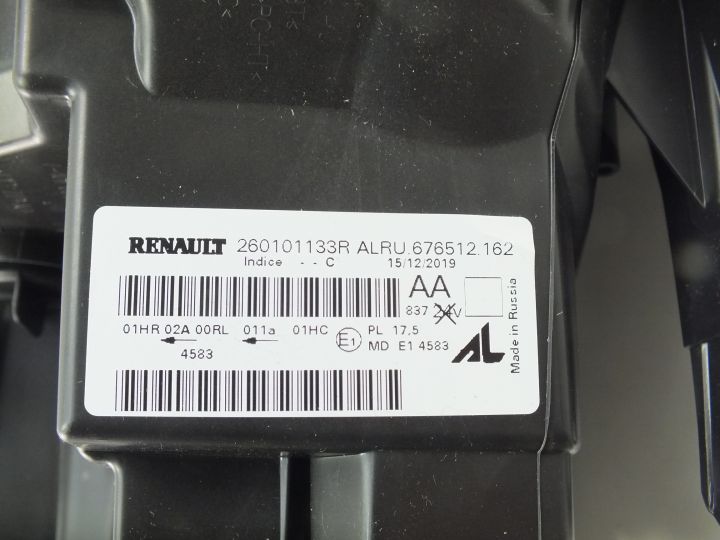 RENAULT 260101133R ALRU.676512.162
Indice - - C 15/12/2019
AA
837 24V
01HR 02A 00RL 011a 01HC E1 PL 17,5
4583 MD E1 4583
AL
Made in Russia